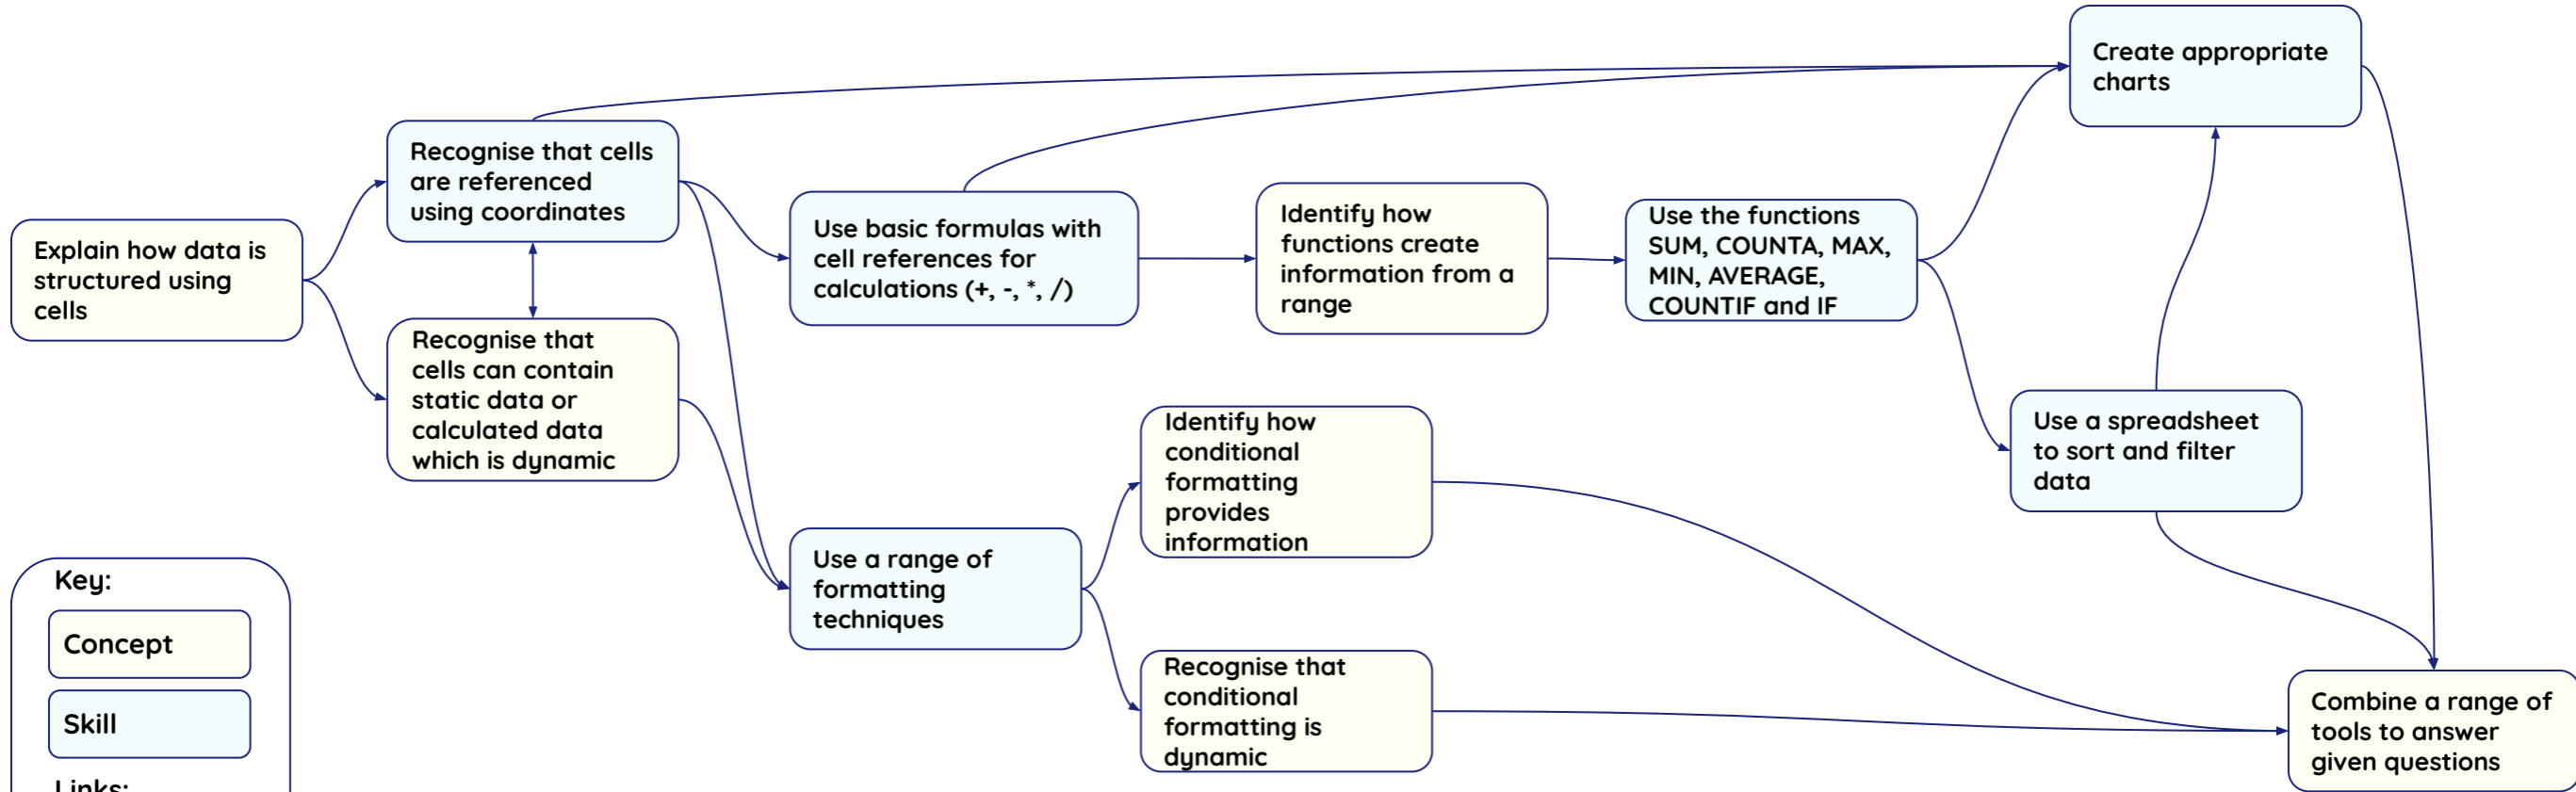 Explain how data is
structured using
cells
Recognise that cells
are referenced
using coordinates
Recognise that
cells can contain
static data or
calculated data
which is dynamic
Use basic formulas with
cell references for
calculations (+, -, *, /)
Identify how
functions create
information from a
range
Use the functions
SUM, COUNTA, MAX,
MIN, AVERAGE,
COUNTIF and IF
Create appropriate
charts
Use a spreadsheet
to sort and filter
data
Use a range of
formatting
techniques
Identify how
conditional
formatting
provides
information
Recognise that
conditional
formatting is
dynamic
Combine a range of
tools to answer
given questions
Key:
Concept
Skill
Links: